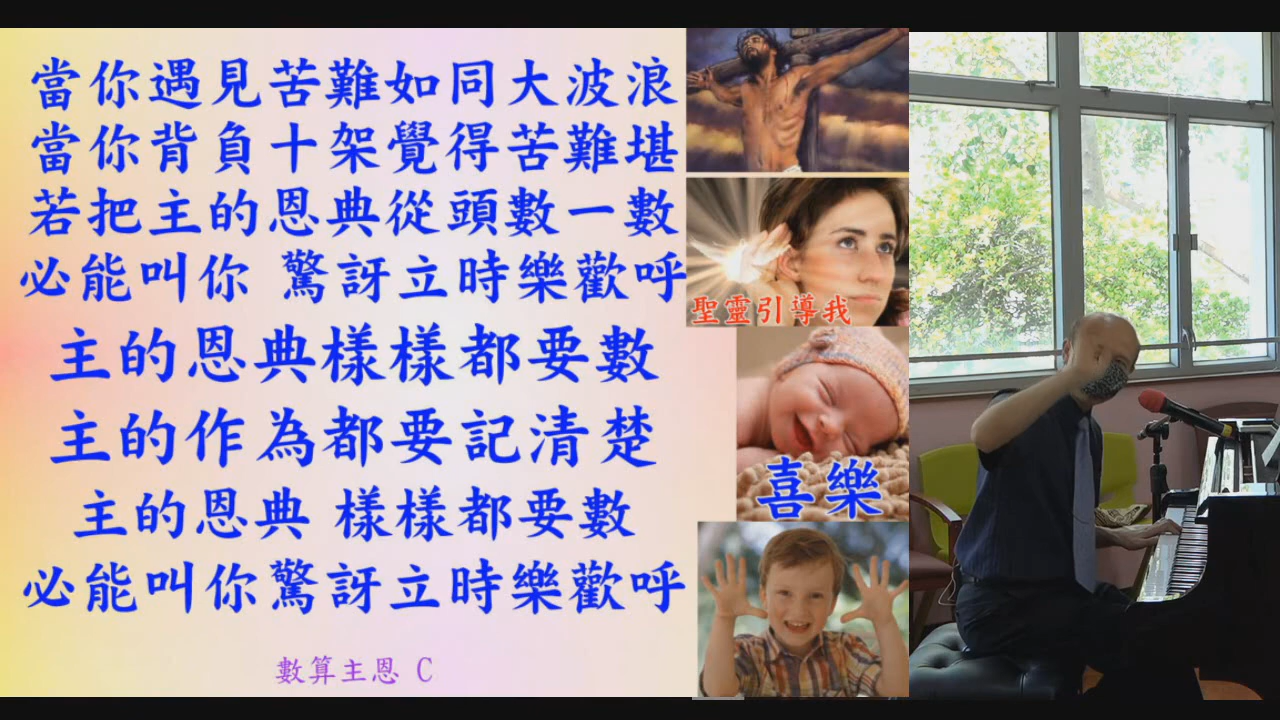 當你遇見苦難如同大波浪
當你背負十架覺得苦難堪
若把主的恩典從頭數一數
必能叫你 驚訝立時樂歡呼
主的恩典樣樣都要數
主的作為都要記清楚
主的恩典 樣樣都要數
必能叫你驚訝立時樂歡呼
數算主恩 C
聖靈引導我
喜樂